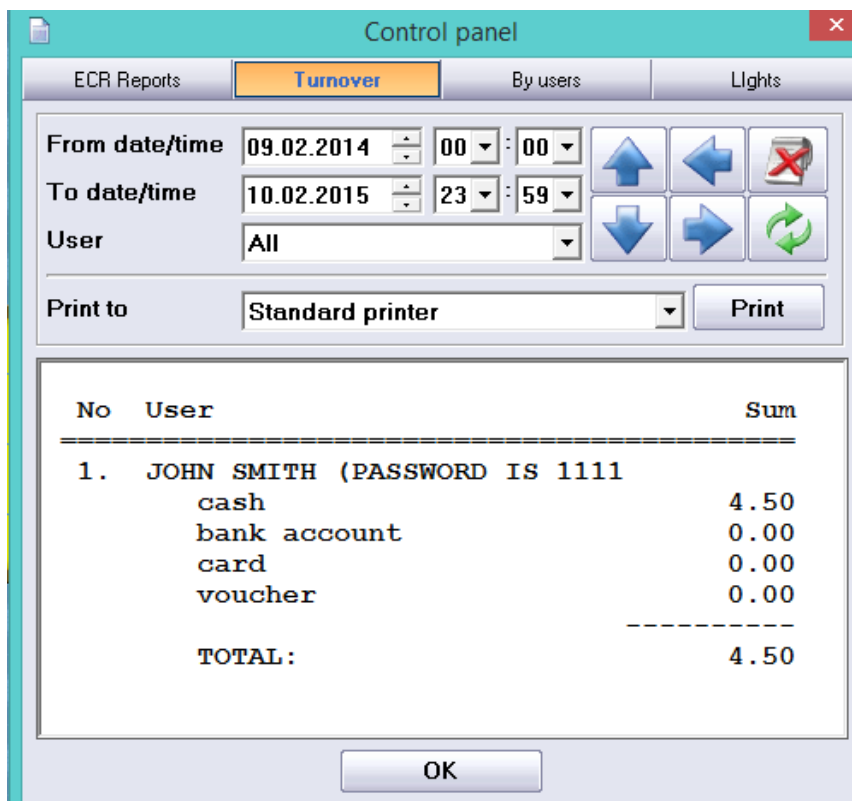 Control panel
ECR Reports Turnover By users LIghts
From date/time 09.02.2014 00 : 00
To date/time 10.02.2015 23 : 59
User All
Print to Standard printer Print
No User Sum
============================================
1. JOHN SMITH (PASSWORD IS 1111
cash 4.50
bank account 0.00
card 0.00
voucher 0.00
----------
TOTAL: 4.50
OK